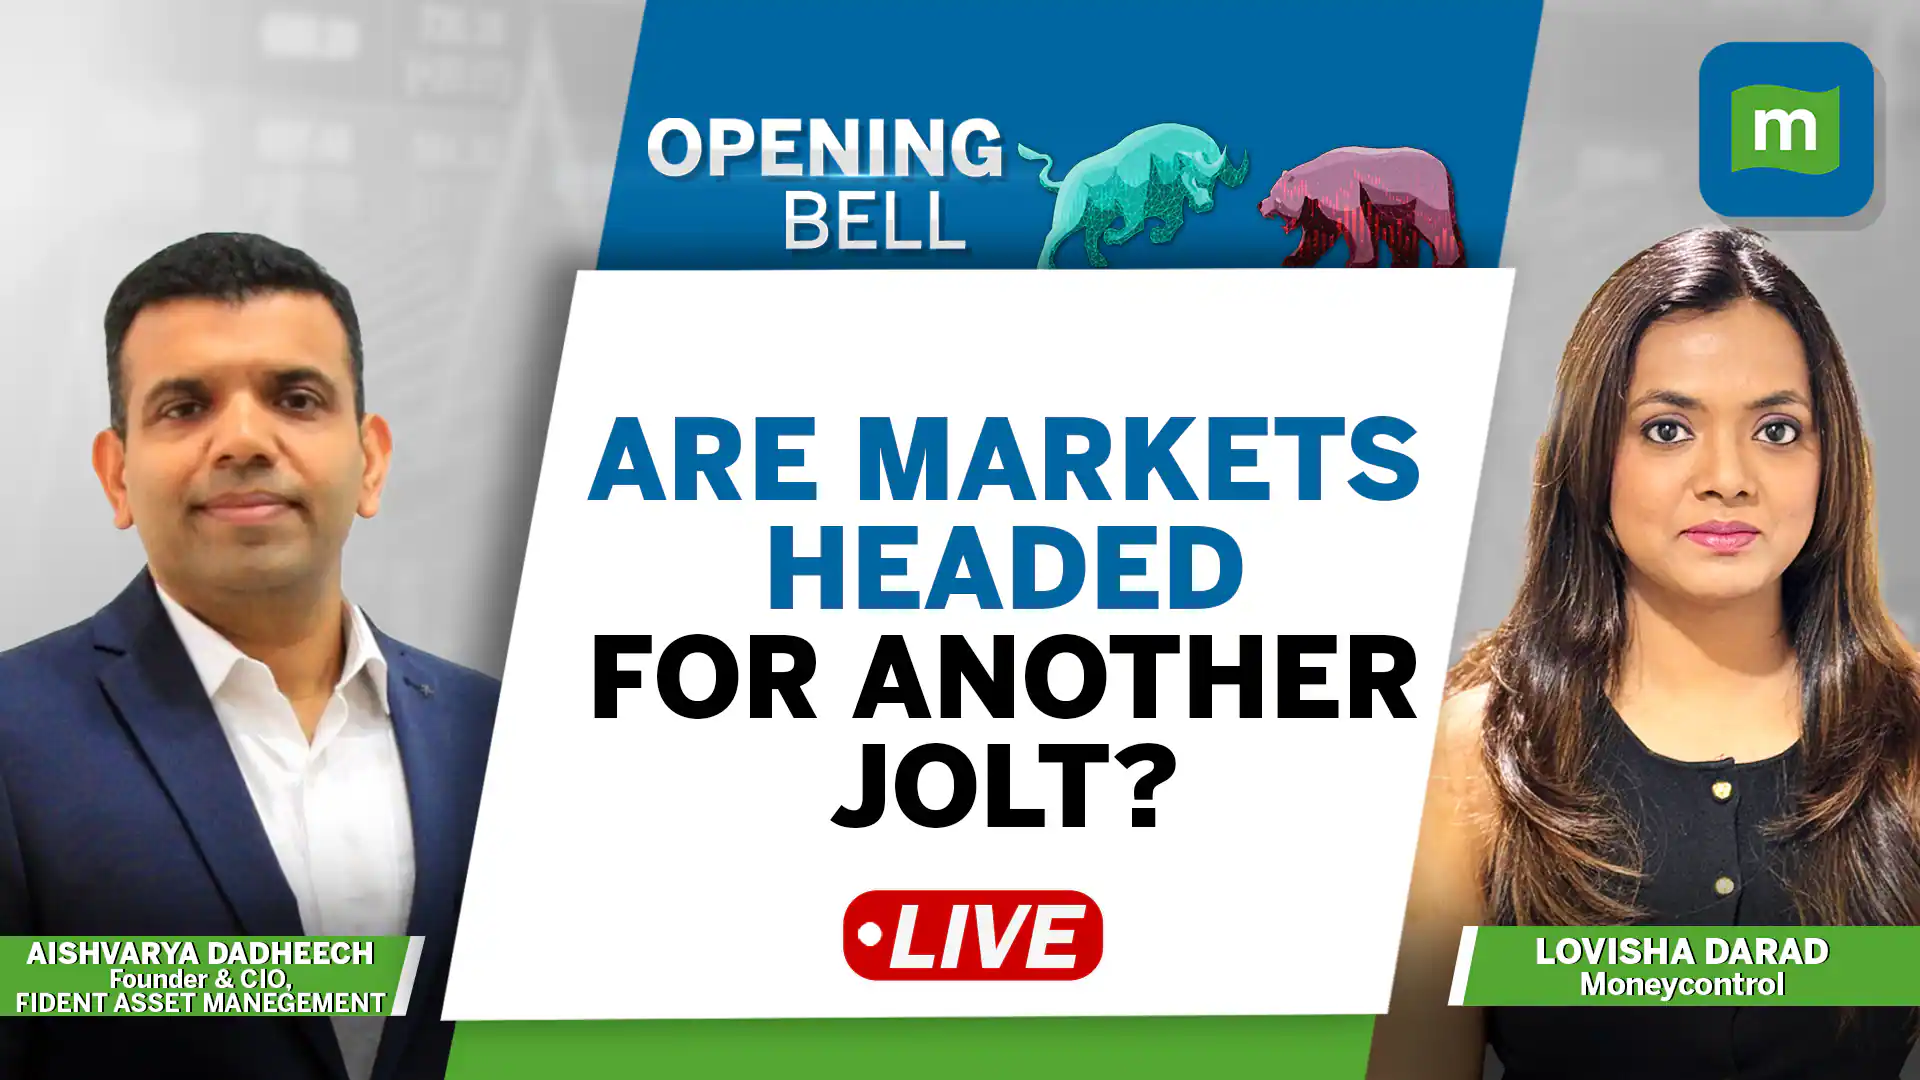 OPENING
BELL
m
ARE MARKETS
HEADED
FOR ANOTHER
JOLT?
LIVE
AISHVARYA DADHEECH
Founder & CIO,
FIDENT ASSET MANEGEMENT
LOVISHA DARAD
Moneycontrol